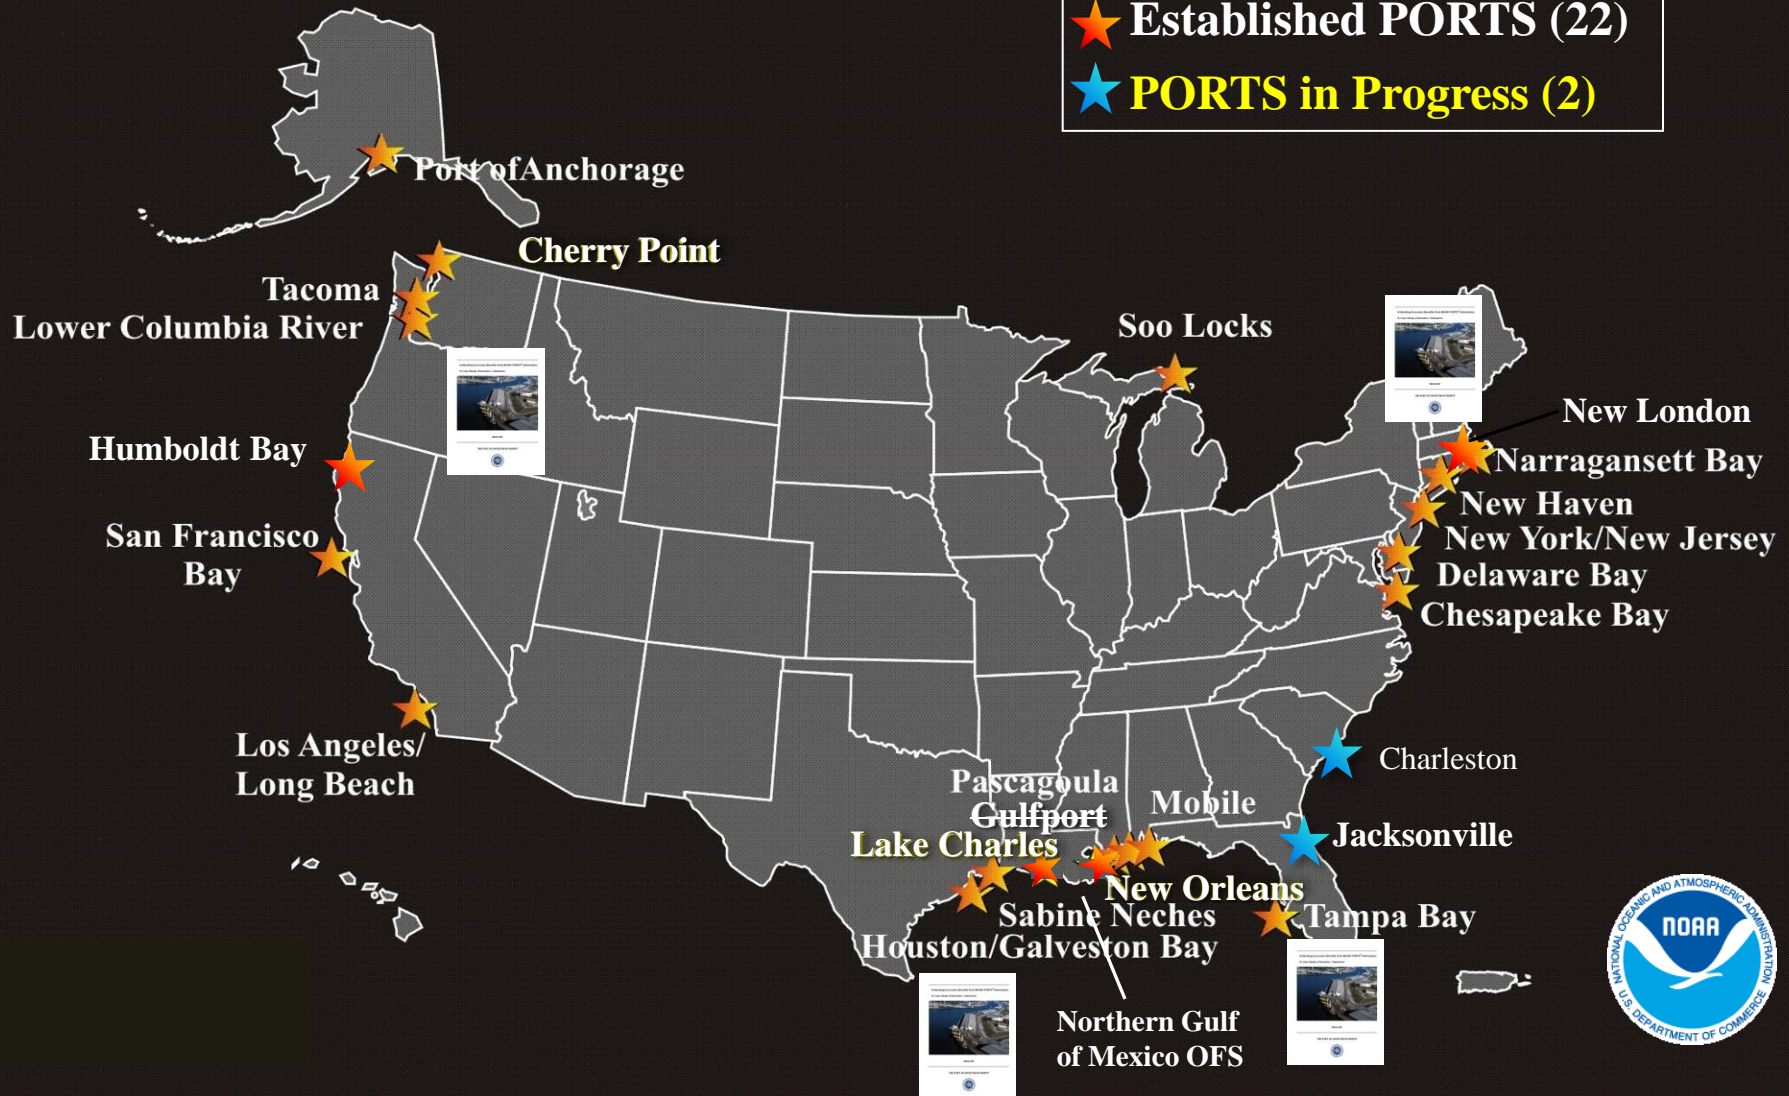 Established PORTS (22)
PORTS in Progress (2)
Port ofAnchorage
Cherry Point
Tacoma
Lower Columbia River
Soo Locks
New London
Humboldt Bay
Narragansett Bay
New Haven
San Francisco
Bay
New York/New Jersey
Delaware Bay
Chesapeake Bay
Los Angeles/
Long Beach
Charleston
Pascagoula
Gulfport
Mobile
Lake Charles
Jacksonville
New Orleans
Sabine Neches
Tampa Bay
Houston/Galveston Bay
Northern Gulf
of Mexico OFS
NATIONAL OCEANIC AND ATMOSPHERIC ADMINISTRATION
NOAA
U.S. DEPARTMENT OF COMMERCE